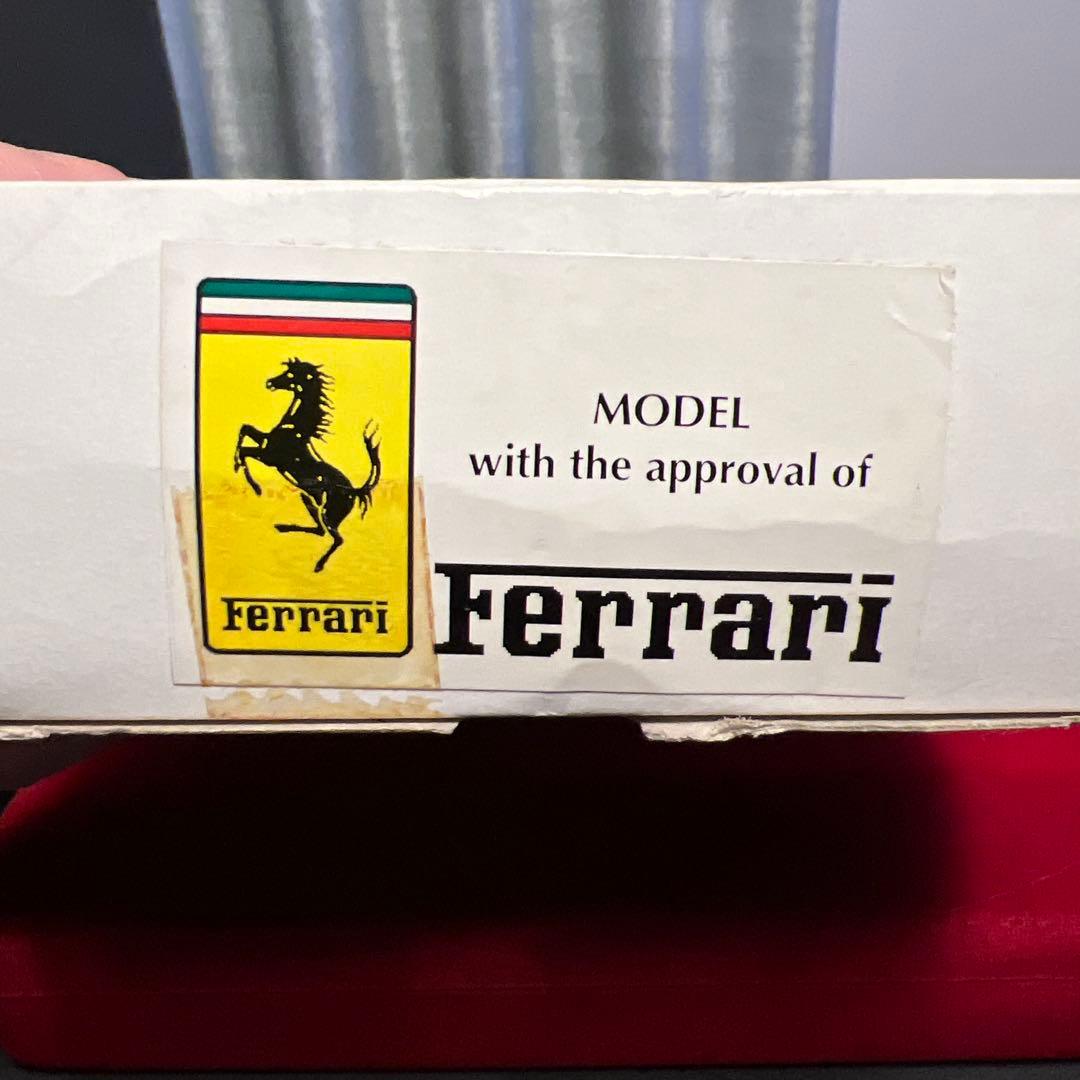 Ferrari
MODEL
with the approval of
Ferrari